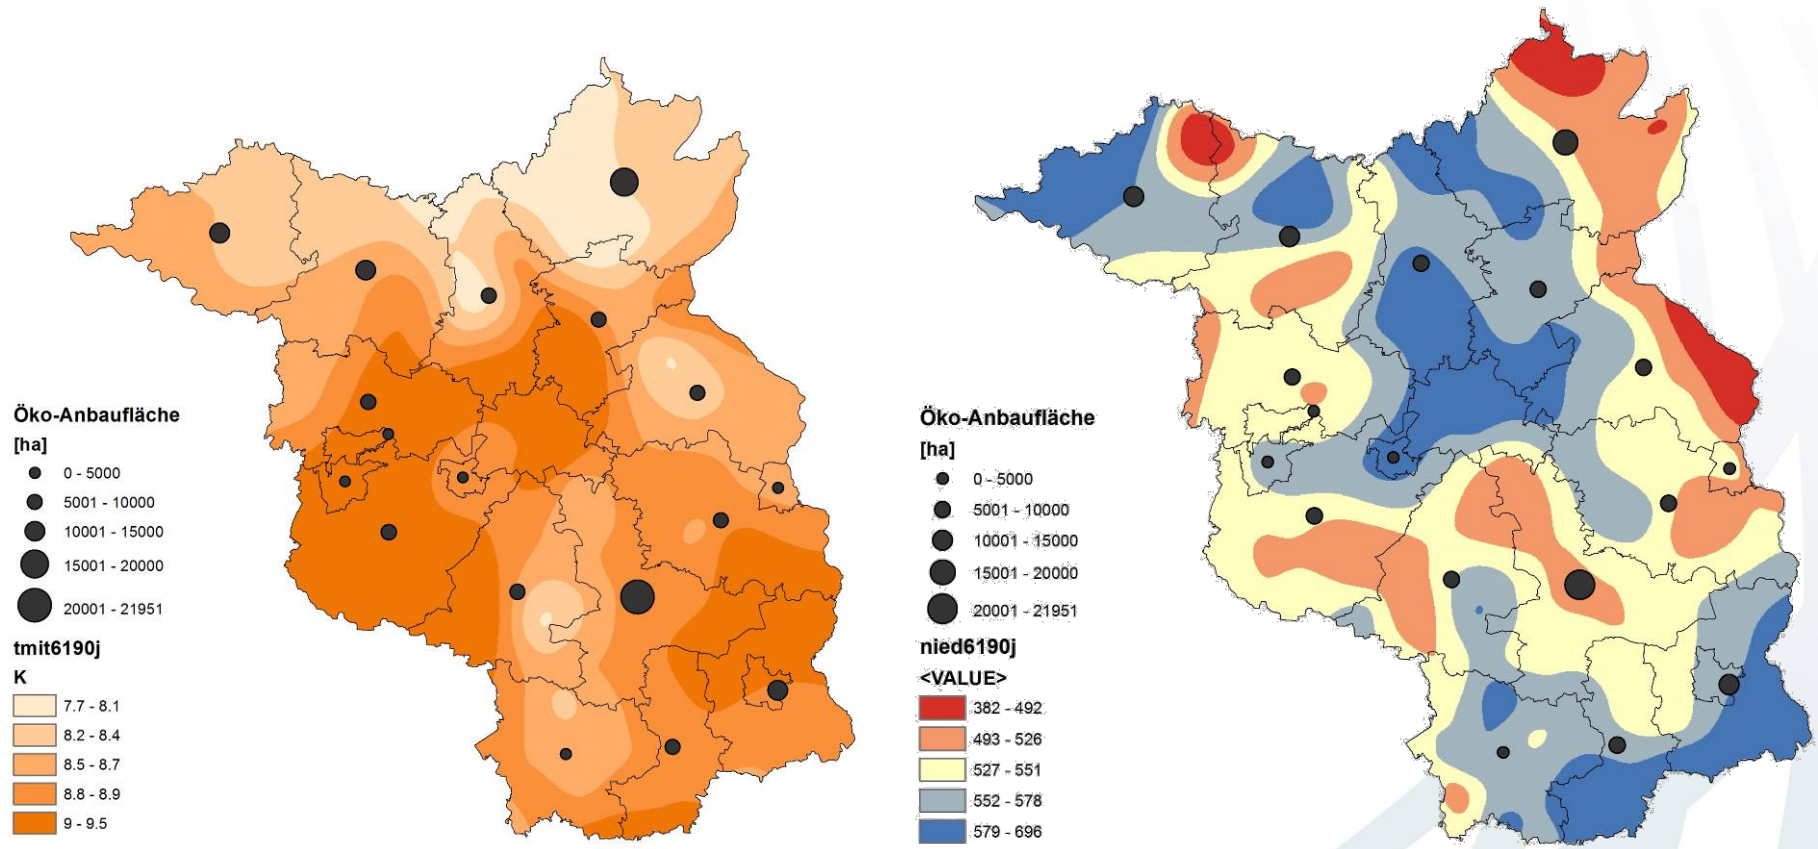 Öko-Anbaufläche
[ha]
0 - 5000
5001 - 10000
10001 - 15000
15001 - 20000
20001 - 21951
tmit6190j
K
7.7 - 8.1
8.2 - 8.4
8.5 - 8.7
8.8 - 8.9
9 - 9.5
Öko-Anbaufläche
[ha]
0 - 5000
5001 - 10000
10001 - 15000
15001 - 20000
20001 - 21951
nied6190j
<VALUE>
382 - 492
493 - 526
527 - 551
552 - 578
579 - 696